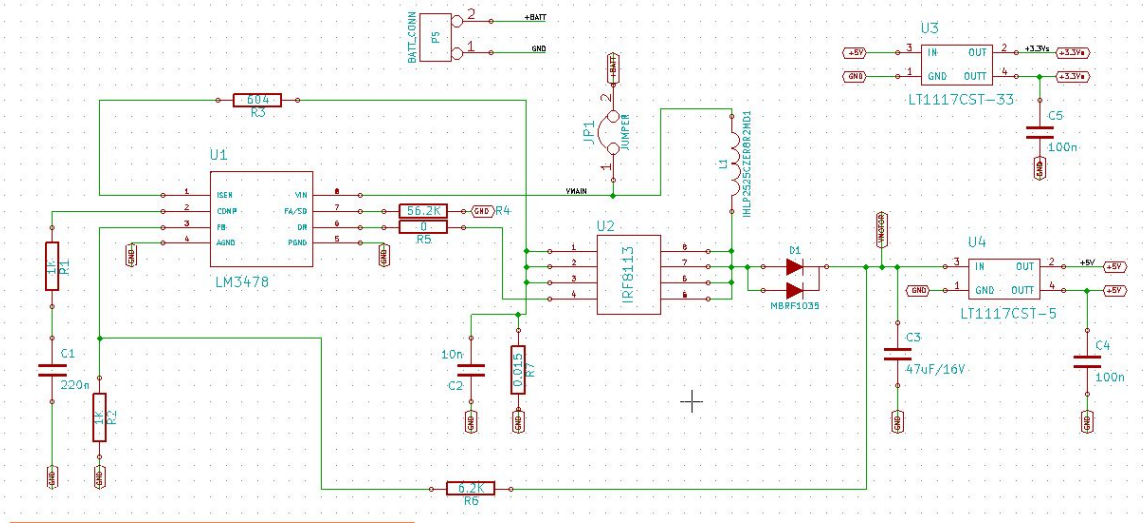 BATT_CONN
P5
2
+BATT
1
GND
U3
+5V
3
IN
OUT
2
+3.3Vs
+3.3Vs
GND
1
GND
OUTT
4
+3.3Vs
LT1117CST-33
C5
100n
GND
+BATT
2
JP1
JUMPER
1
VMAIN
604
R3
U1
1
ISEN
VIN
8
2
COMP
FA/SD
7
56.2K
GND
R4
3
FB
DR
6
0
R5
4
AGND
PGND
5
GND
GND
LM3478
L1
IHLP2525CZER8R2MD1
U2
1
8
2
7
3
6
4
IRF8113
D1
MBRF1035
VMOTOR
U4
3
IN
OUT
2
+5V
+5V
GND
1
GND
OUTT
4
+5V
LT1117CST-5
1K
R1
C1
220n
GND
1K
R2
GND
10n
C2
GND
0.015
R7
GND
C3
47uF/16V
GND
C4
100n
GND
6.2K
R6